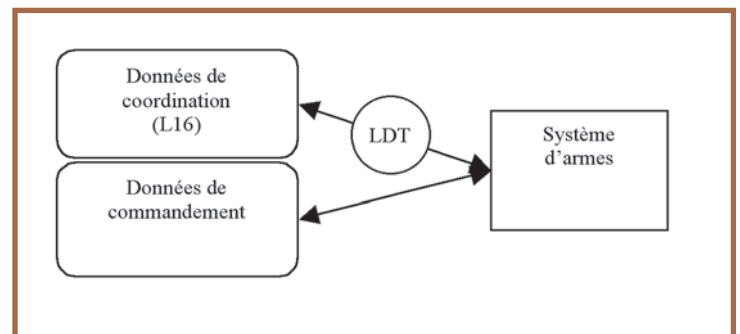 Données de
coordination
(L16)
LDT
Système
d’armes
Données de
commandement